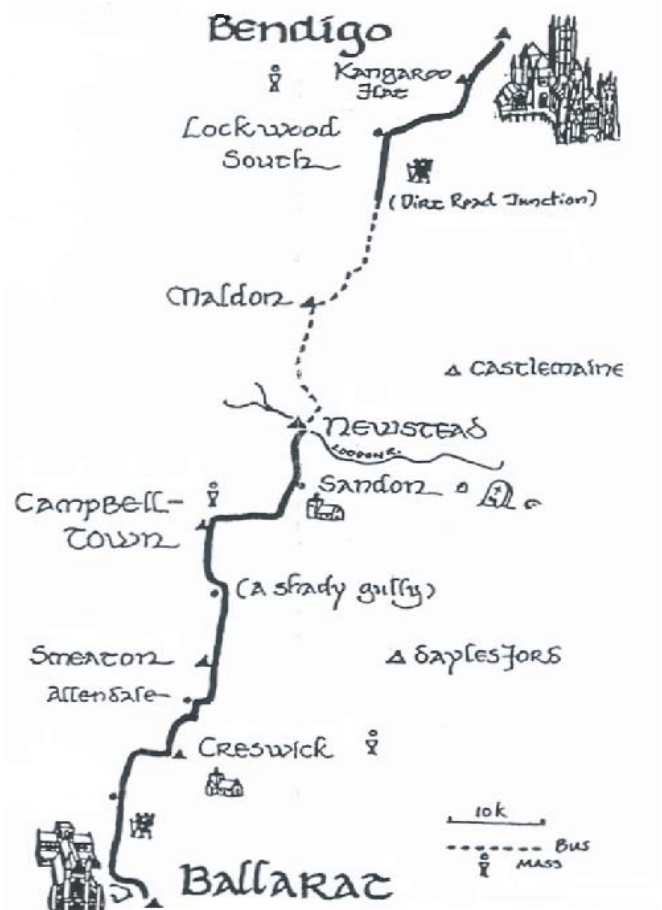 Bendigo
Kangaroo
Flat
Lockwood
South
(Dirt Road Junction)
Maldon
Castlemaine
Newstead
Loddon R.
Sandon
Campbell-
town
(a shady gully)
Smeaton
Daylesford
Allendale
Creswick
10k
Bus
Mass
Ballarat